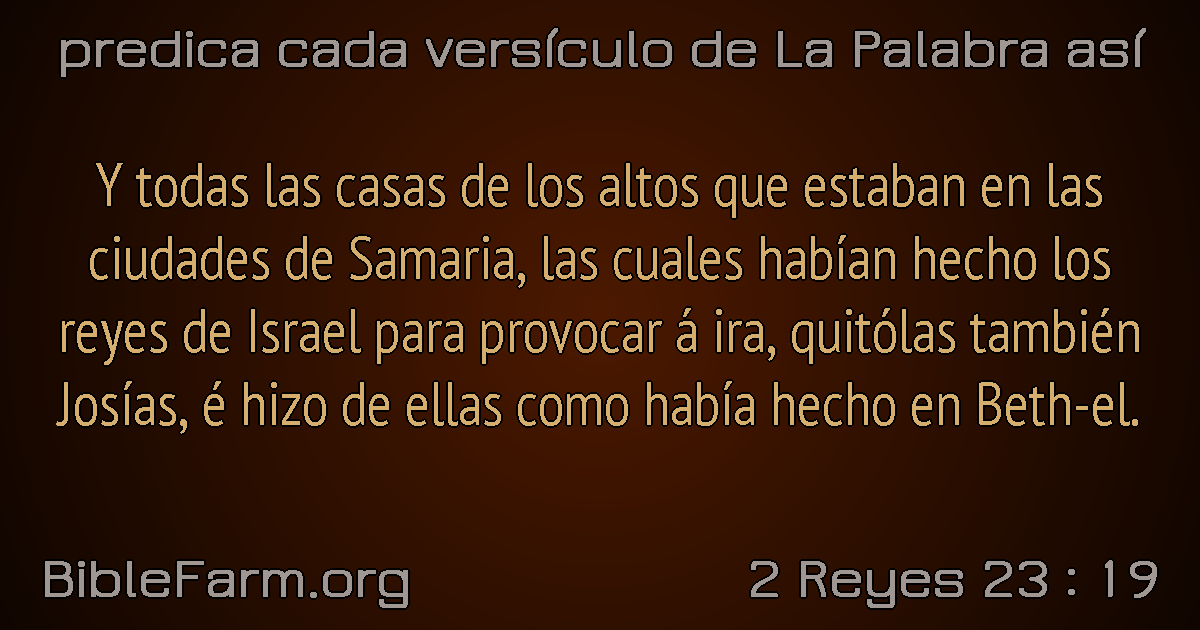 predica cada versículo de La Palabra así
Y todas las casas de los altos que estaban en las
ciudades de Samaria, las cuales habían hecho los
reyes de Israel para provocar á ira, quitólas también
Josías, é hizo de ellas como había hecho en Beth-el.
BibleFarm.org
2 Reyes 23 : 19